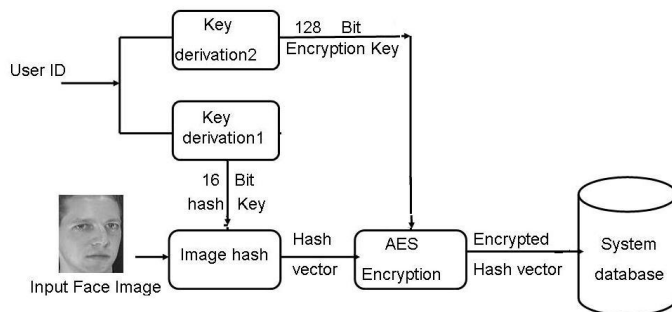 Key
derivation2
128 Bit
Encryption Key
User ID
Key
derivation1
16 Bit
hash Key
Image hash
Hash
vector
AES
Encryption
Encrypted
Hash vector
System
database
Input Face Image